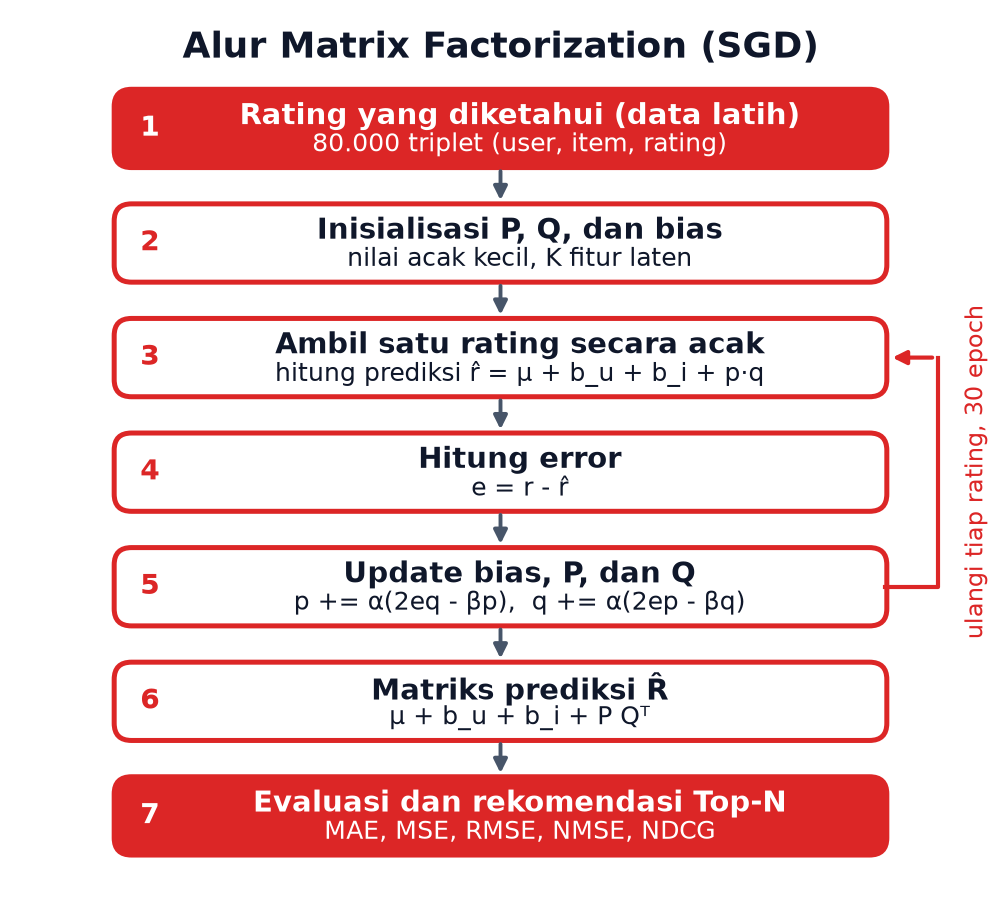 Alur Matrix Factorization (SGD)
1
Rating yang diketahui (data latih)
80.000 triplet (user, item, rating)
2
Inisialisasi P, Q, dan bias
nilai acak kecil, K fitur laten
3
Ambil satu rating secara acak
hitung prediksi r̂ = μ + b_u + b_i + p·q
4
Hitung error
e = r - r̂
5
Update bias, P, dan Q
p += α(2eq - βp),  q += α(2ep - βq)
6
Matriks prediksi R̂
μ + b_u + b_i + P Qᵀ
7
Evaluasi dan rekomendasi Top-N
MAE, MSE, RMSE, NMSE, NDCG
ulangi tiap rating, 30 epoch